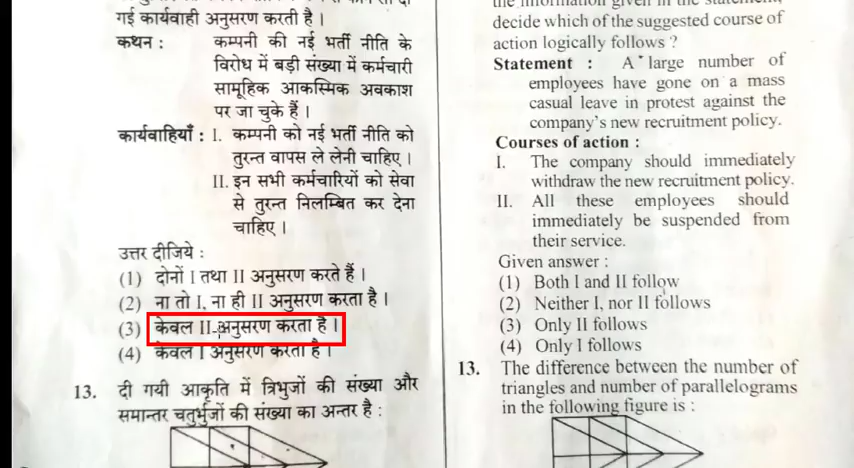 गई कार्यवाही अनुसरण करती है ।
कथन : कम्पनी की नई भर्ती नीति के
विरोध में बड़ी संख्या में कर्मचारी
सामूहिक आकस्मिक अवकाश
पर जा चुके हैं ।
कार्यवाहियाँ : I. कम्पनी को नई भर्ती नीति को
तुरन्त वापस ले लेनी चाहिए ।
II. इन सभी कर्मचारियों को सेवा
से तुरन्त निलम्बित कर देना
चाहिए ।
उत्तर दीजिये :
(1) दोनों I तथा II अनुसरण करते हैं ।
(2) ना तो I, ना ही II अनुसरण करता है ।
(3) केवल II अनुसरण करता है ।
(4) केवल I अनुसरण करता है ।
13. दी गयी आकृति में त्रिभुजों की संख्या और
समान्तर चतुर्भुजों की संख्या का अन्तर है :
the information given in the statement,
decide which of the suggested course of
action logically follows ?
Statement : A large number of
employees have gone on a mass
casual leave in protest against the
company's new recruitment policy.
Courses of action :
I. The company should immediately
withdraw the new recruitment policy.
II. All these employees should
immediately be suspended from
their service.
Given answer :
(1) Both I and II follow
(2) Neither I, nor II follows
(3) Only II follows
(4) Only I follows
13. The difference between the number of
triangles and number of parallelograms
in the following figure is :